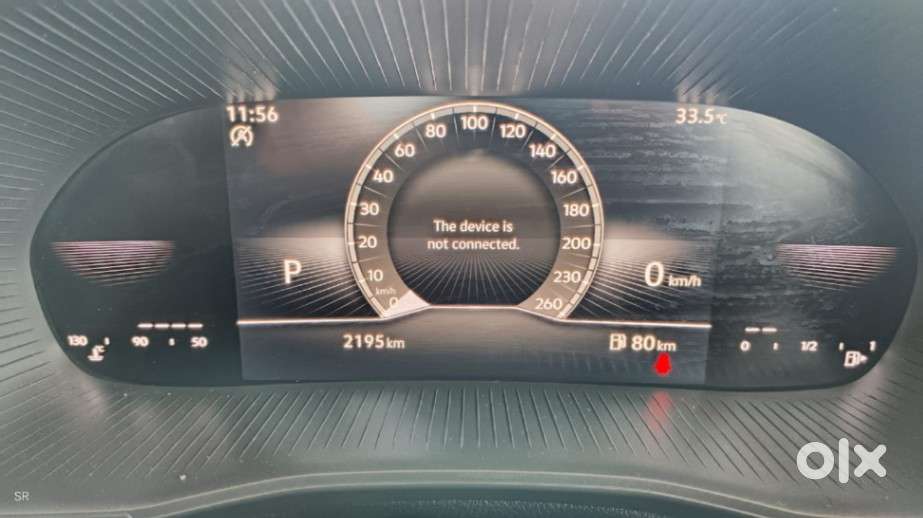 11:56
33.5°C
100
80 120
60 140
40 160
30 180
The device is
not connected.
20 200
P
0 km/h
10 230
km/h
0 260
130 90 50
0 1/2 1
2195 km
80 km
°C
SR
olx